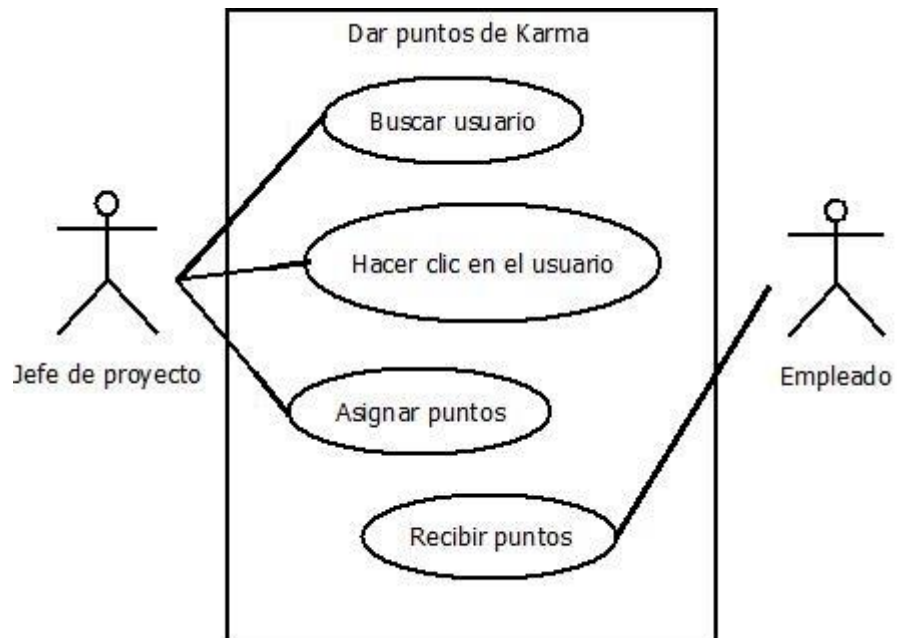 Dar puntos de Karma
Buscar usuario
Hacer clic en el usuario
Jefe de proyecto
Empleado
Asignar puntos
Recibir puntos